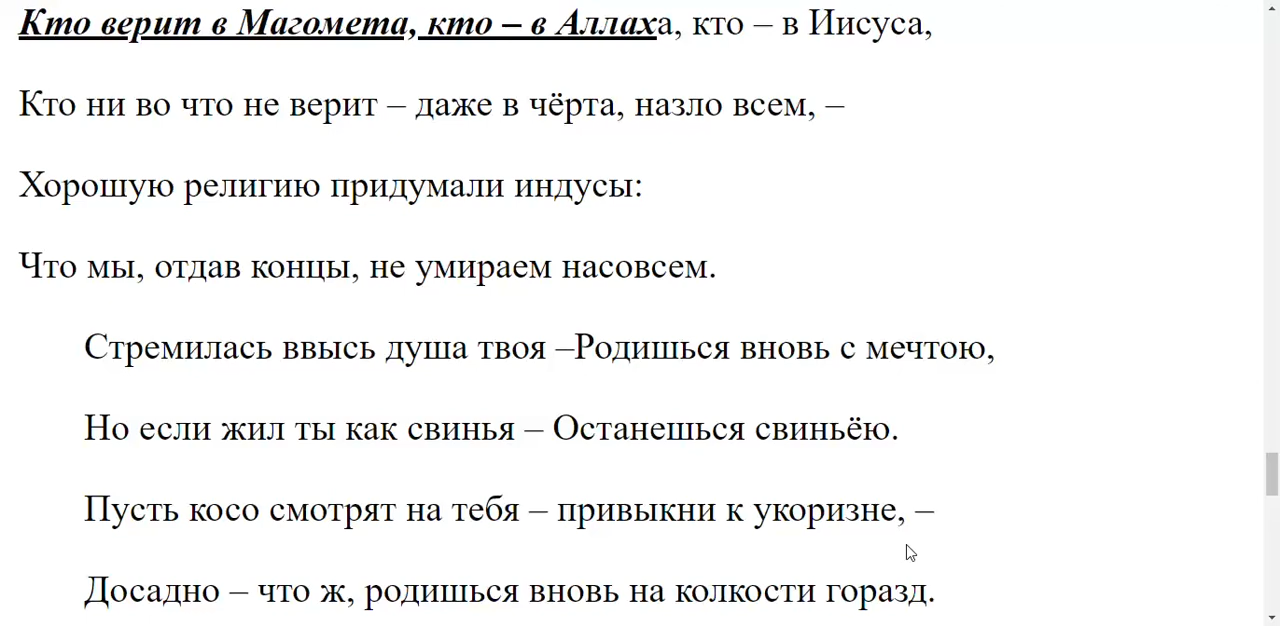 Кто верит в Магомета, кто – в Аллаха, кто – в Иисуса,
Кто ни во что не верит – даже в чёрта, назло всем, –
Хорошую религию придумали индусы:
Что мы, отдав концы, не умираем насовсем.
Стремилась ввысь душа твоя –Родишься вновь с мечтою,
Но если жил ты как свинья – Останешься свиньёю.
Пусть косо смотрят на тебя – привыкни к укоризне, –
Досадно – что ж, родишься вновь на колкости горазд.